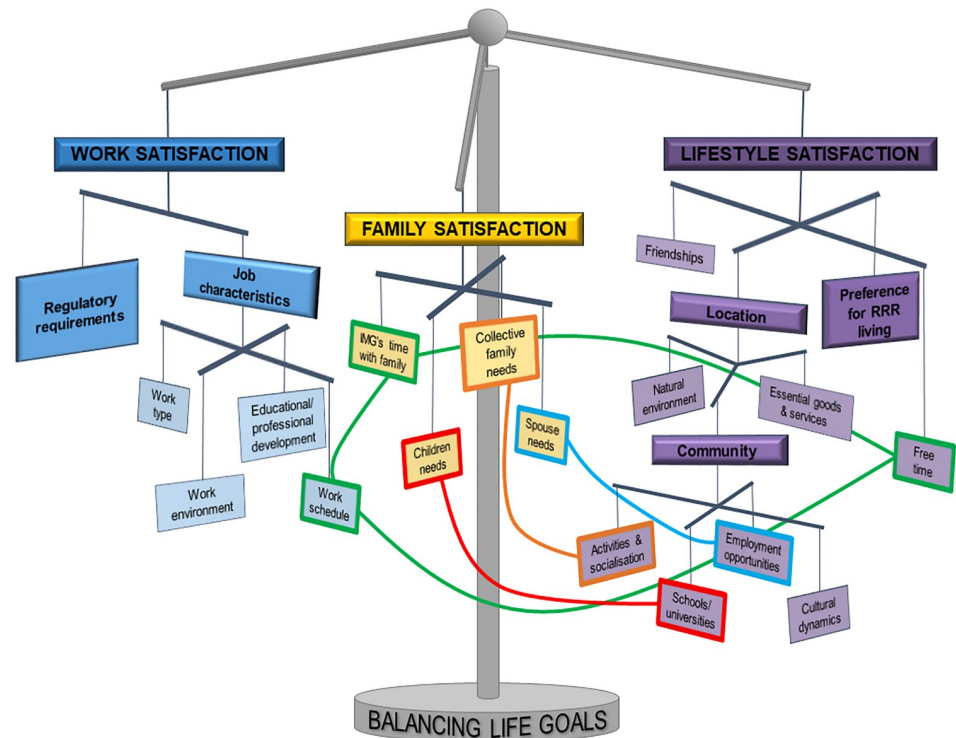 WORK SATISFACTION
LIFESTYLE SATISFACTION
FAMILY SATISFACTION
Regulatory
requirements
Job
characteristics
Work
type
Educational/
professional
development
Work
environment
Work
schedule
IMG's time
with family
Collective
family
needs
Children
needs
Spouse
needs
Friendships
Location
Preference
for RRR
living
Natural
environment
Essential goods
& services
Community
Free
time
Activities &
socialisation
Employment
opportunities
Schools/
universities
Cultural
dynamics
BALANCING LIFE GOALS